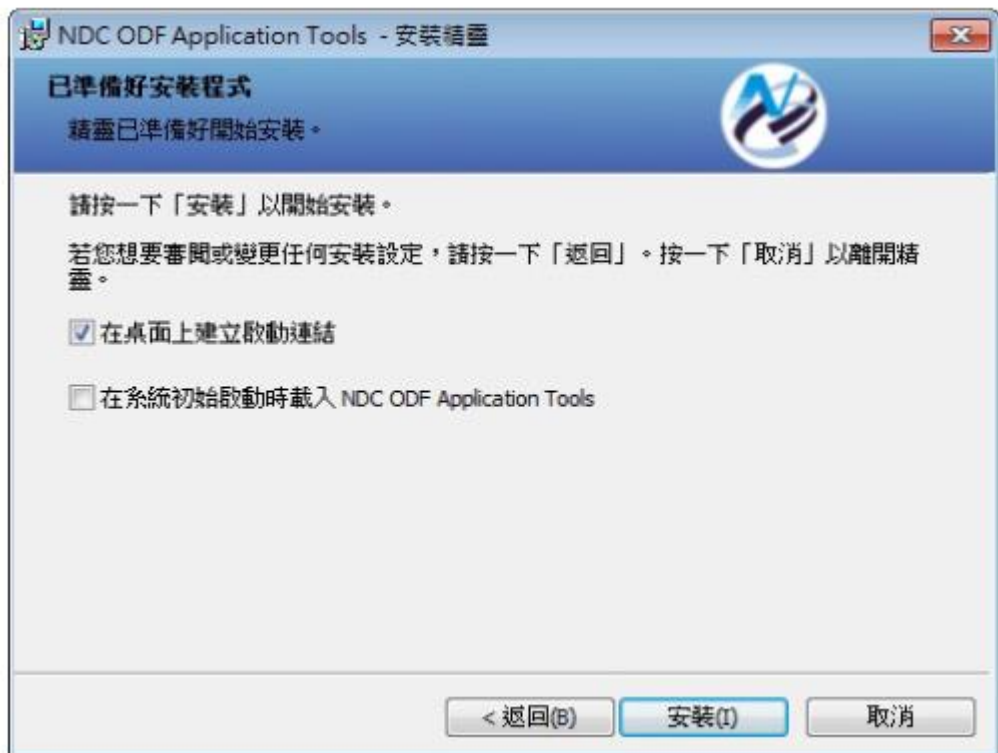 NDC ODF Application Tools - 安裝精靈
已準備好安裝程式
精靈已準備好開始安裝。
請按一下「安裝」以開始安裝。
若您想要審閱或變更任何安裝設定，請按一下「返回」。按一下「取消」以離開精
靈。
在桌面上建立啟動連結
在系統初始啟動時載入 NDC ODF Application Tools
< 返回(B)
安裝(I)
取消